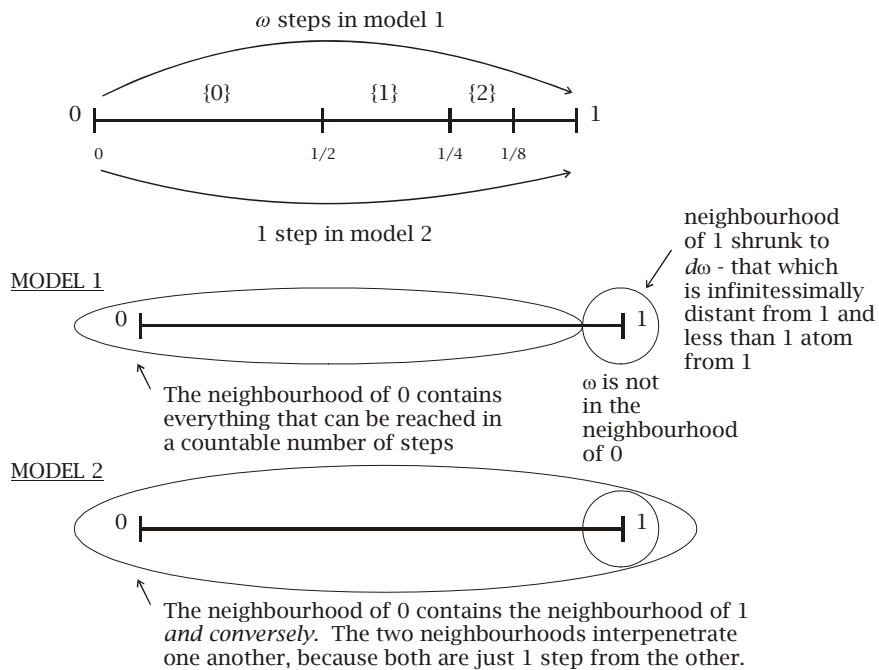 ω steps in model 1
{0} {1} {2}
0 1
0 1/2 1/4 1/8
1 step in model 2
neighbourhood
of 1 shrunk to
dω - that which
is infinitessimally
distant from 1 and
less than 1 atom
from 1
MODEL 1
0 1
The neighbourhood of 0 contains
everything that can be reached in
a countable number of steps
ω is not
in the
neighbourhood
of 0
MODEL 2
0 1
The neighbourhood of 0 contains the neighbourhood of 1
and conversely. The two neighbourhoods interpenetrate
one another, because both are just 1 step from the other.